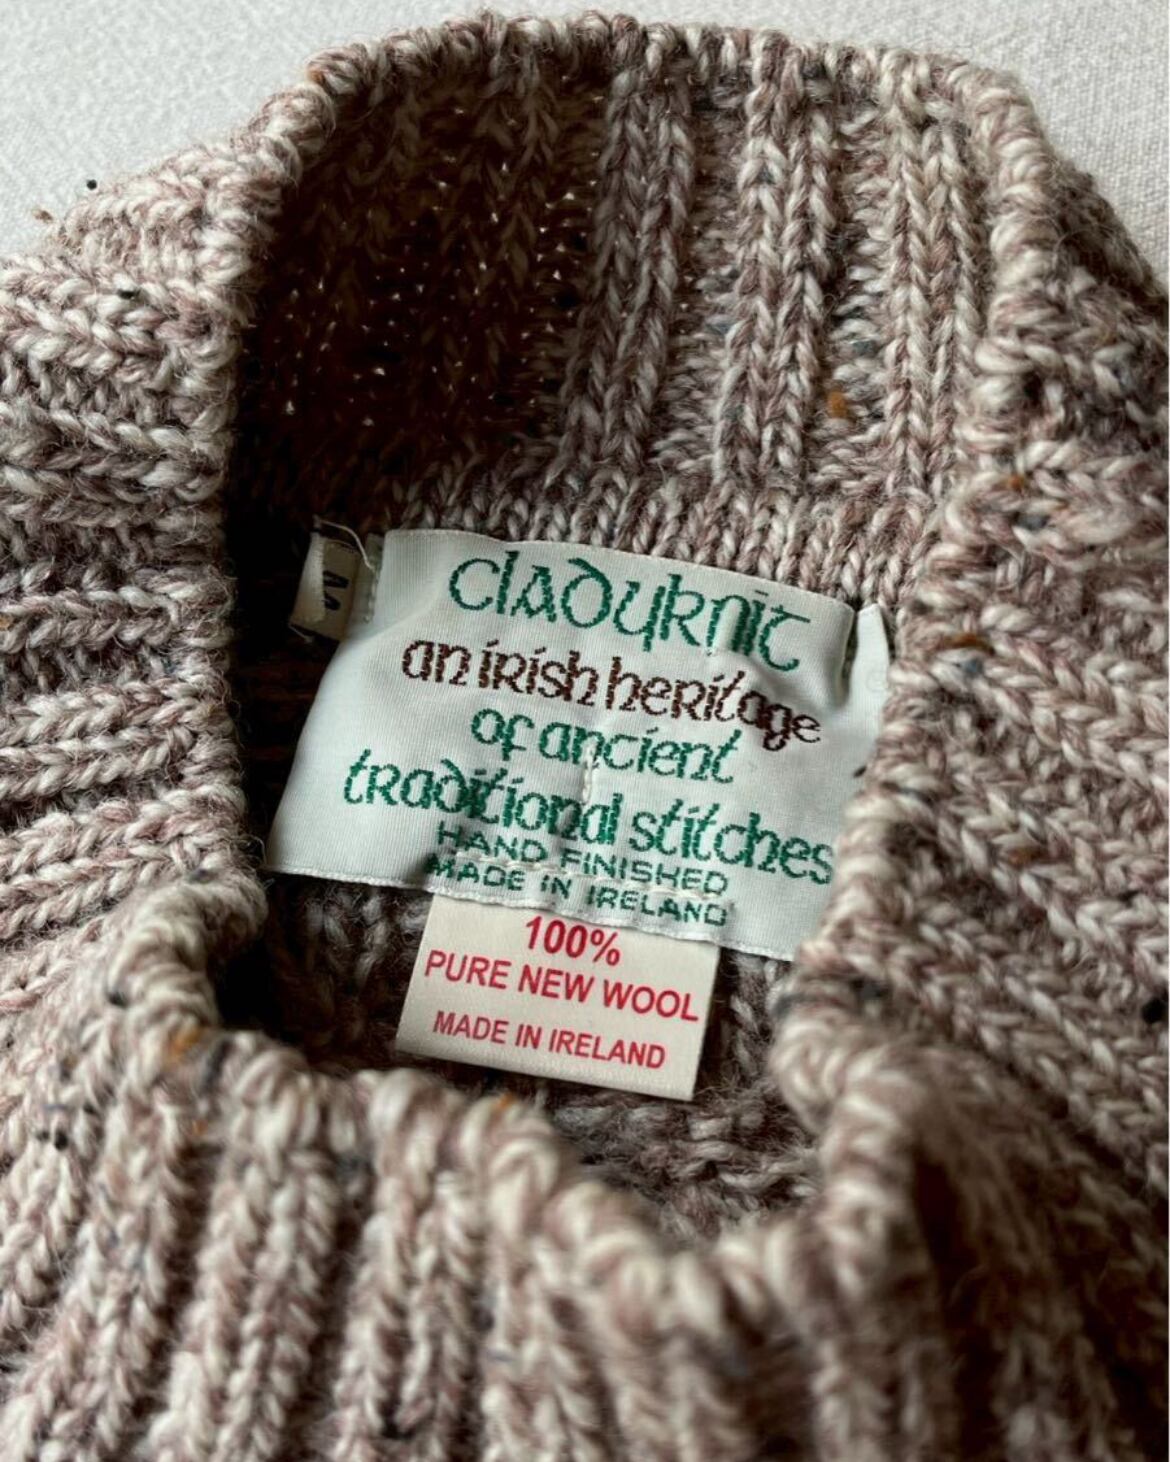 M
cladyknit
an irish heritage
of ancient
traditional stitches
HAND FINISHED
MADE IN IRELAND
100%
PURE NEW WOOL
MADE IN IRELAND